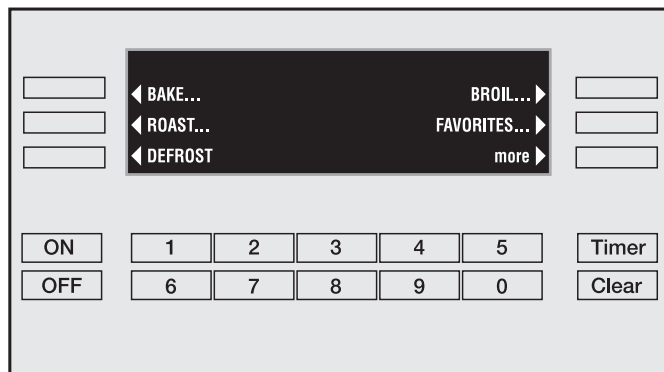 BAKE... BROIL...
ROAST... FAVORITES...
DEFROST more
ON 1 2 3 4 5 Timer
OFF 6 7 8 9 0 Clear